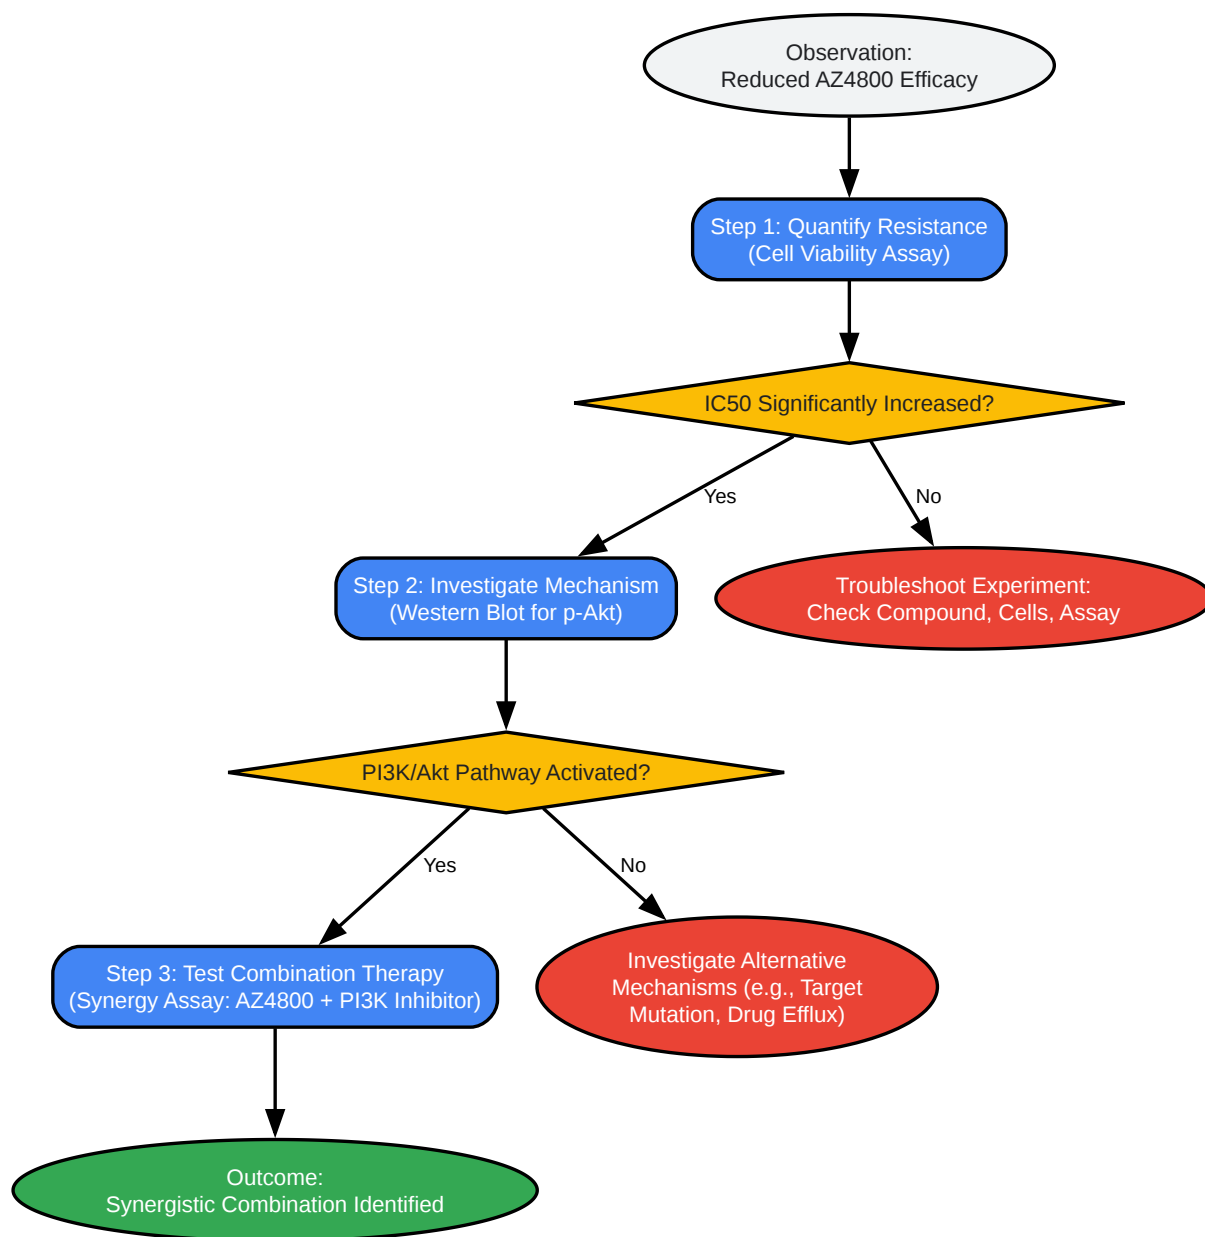 Observation:
Reduced AZ4800 Efficacy
Step 1: Quantify Resistance
(Cell Viability Assay)
IC50 Significantly Increased?
Yes
No
Step 2: Investigate Mechanism
(Western Blot for p-Akt)
Troubleshoot Experiment:
Check Compound, Cells, Assay
PI3K/Akt Pathway Activated?
Yes
No
Step 3: Test Combination Therapy
(Synergy Assay: AZ4800 + PI3K Inhibitor)
Investigate Alternative
Mechanisms (e.g., Target
Mutation, Drug Efflux)
Outcome:
Synergistic Combination Identified